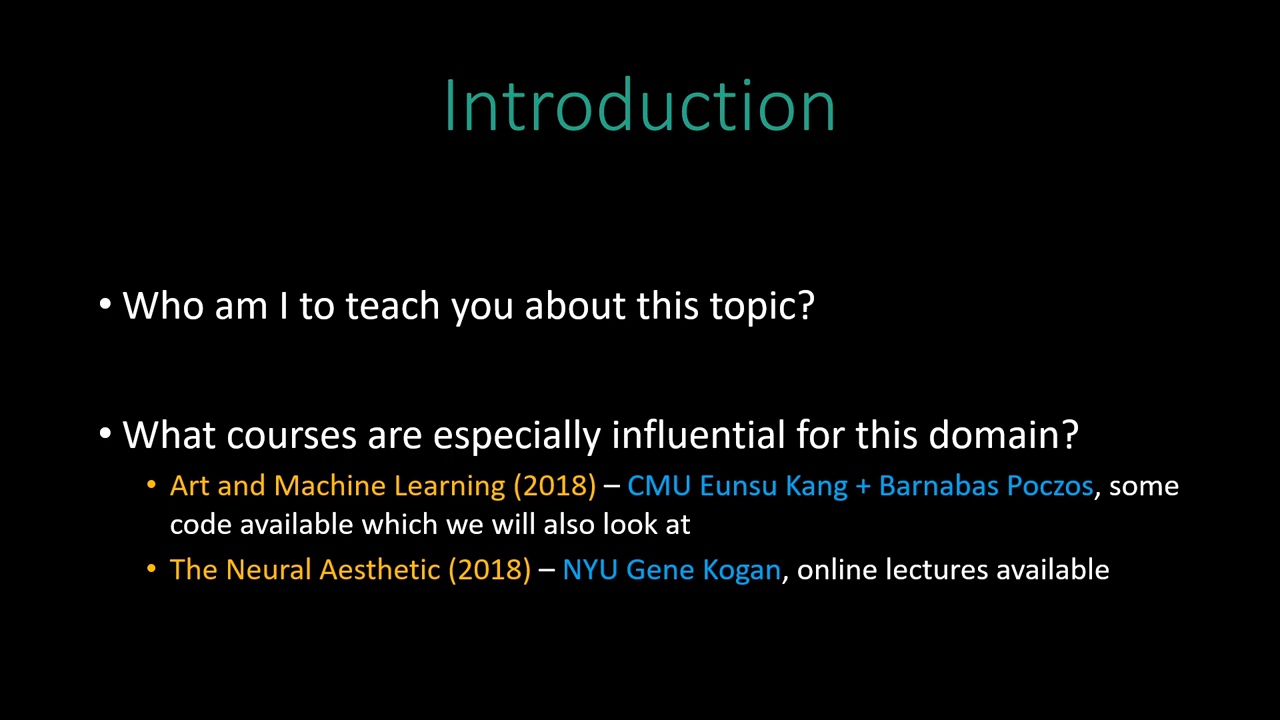 Introduction
• Who am I to teach you about this topic?
• What courses are especially influential for this domain?
• Art and Machine Learning (2018) – CMU Eunsu Kang + Barnabas Poczos, some
code available which we will also look at
• The Neural Aesthetic (2018) – NYU Gene Kogan, online lectures available